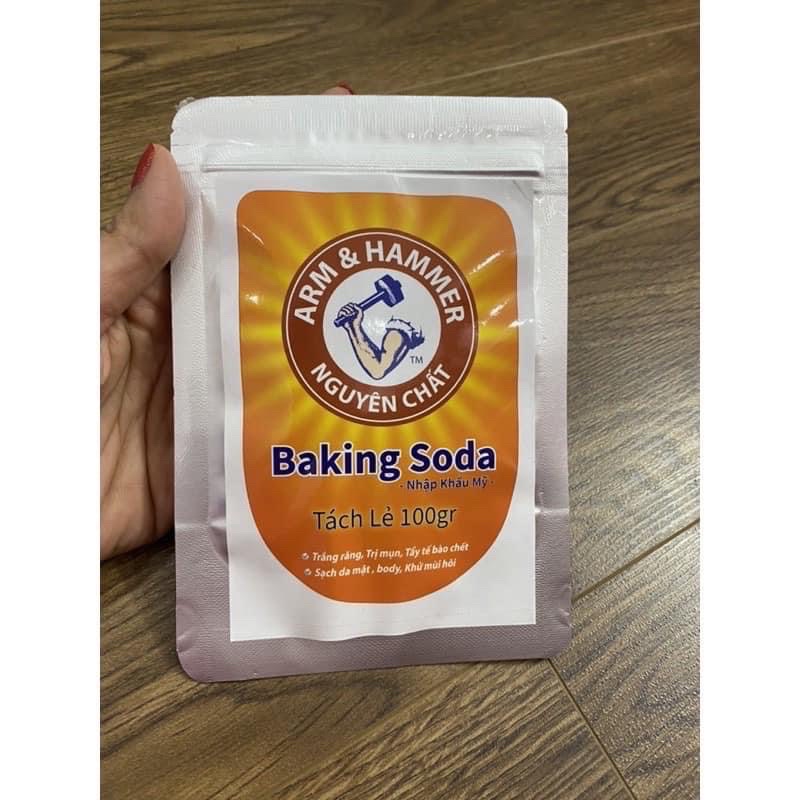 ARM & HAMMER
TM
NGUYÊN CHẤT
Baking Soda
- Nhập Khẩu Mỹ -
Tách Lẻ 100gr
Trắng răng, Trị mụn, Tẩy tế bào chết
Sạch da mặt , body, Khử mùi hôi